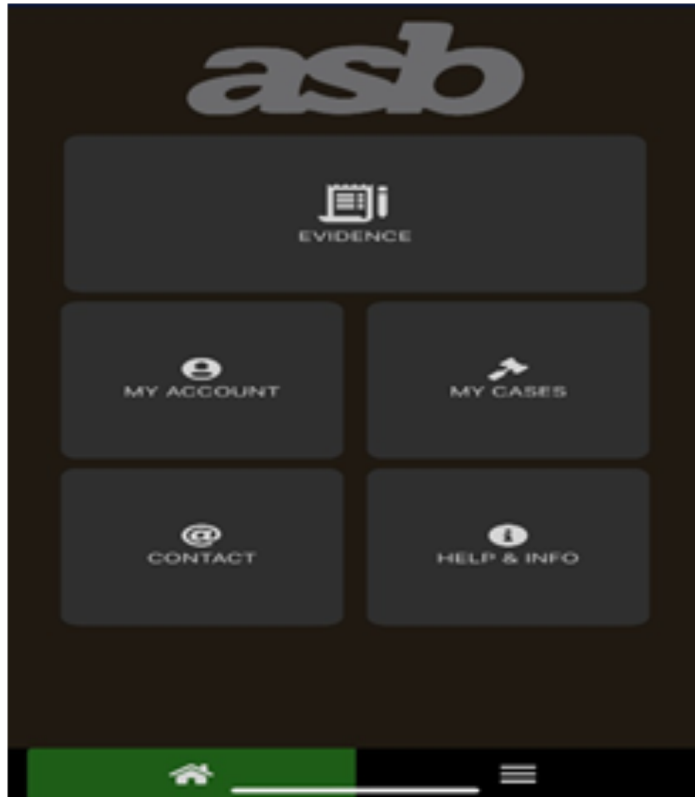 asb
EVIDENCE
MY ACCOUNT
MY CASES
CONTACT
HELP & INFO